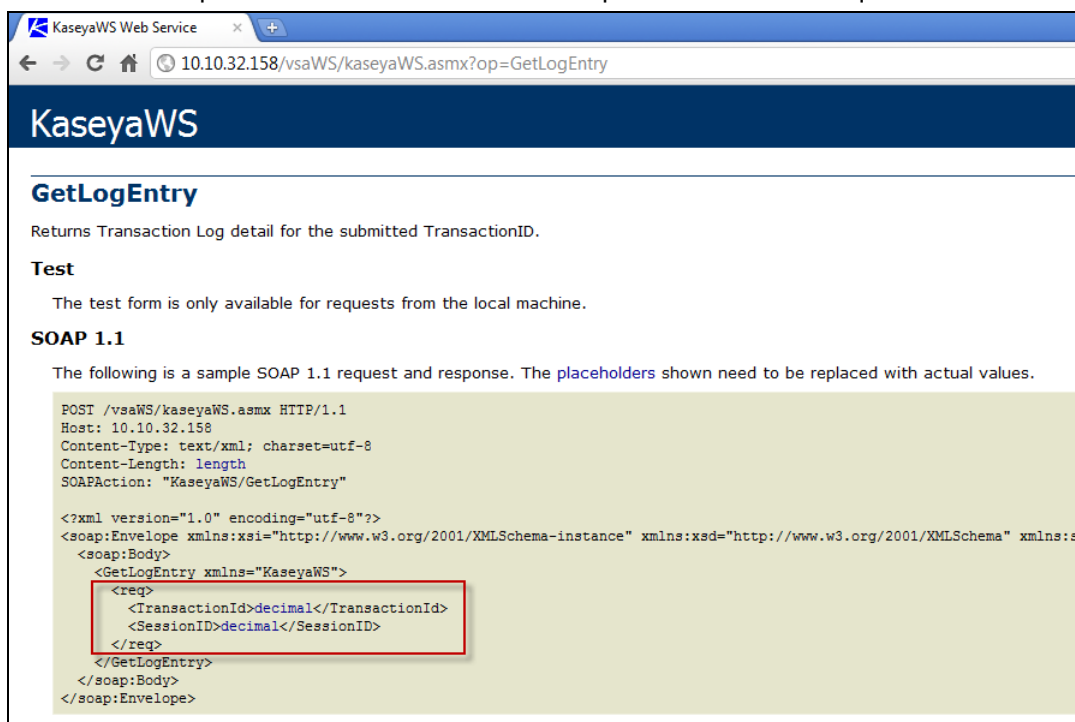 KaseyaWS Web Service
10.10.32.158/vsaWS/kaseyaWS.asmx?op=GetLogEntry
KaseyaWS
GetLogEntry
Returns Transaction Log detail for the submitted TransactionID.
Test
The test form is only available for requests from the local machine.
SOAP 1.1
The following is a sample SOAP 1.1 request and response. The placeholders shown need to be replaced with actual values.
POST /vsaWS/kaseyaWS.asmx HTTP/1.1
Host: 10.10.32.158
Content-Type: text/xml; charset=utf-8
Content-Length: length
SOAPAction: "KaseyaWS/GetLogEntry"
<?xml version="1.0" encoding="utf-8"?>
<soap:Envelope xmlns:xsi="http://www.w3.org/2001/XMLSchema-instance" xmlns:xsd="http://www.w3.org/2001/XMLSchema" xmlns:s
<soap:Body>
<GetLogEntry xmlns="KaseyaWS">
<req>
<TransactionId>decimal</TransactionId>
<SessionID>decimal</SessionID>
</req>
</GetLogEntry>
</soap:Body>
</soap:Envelope>